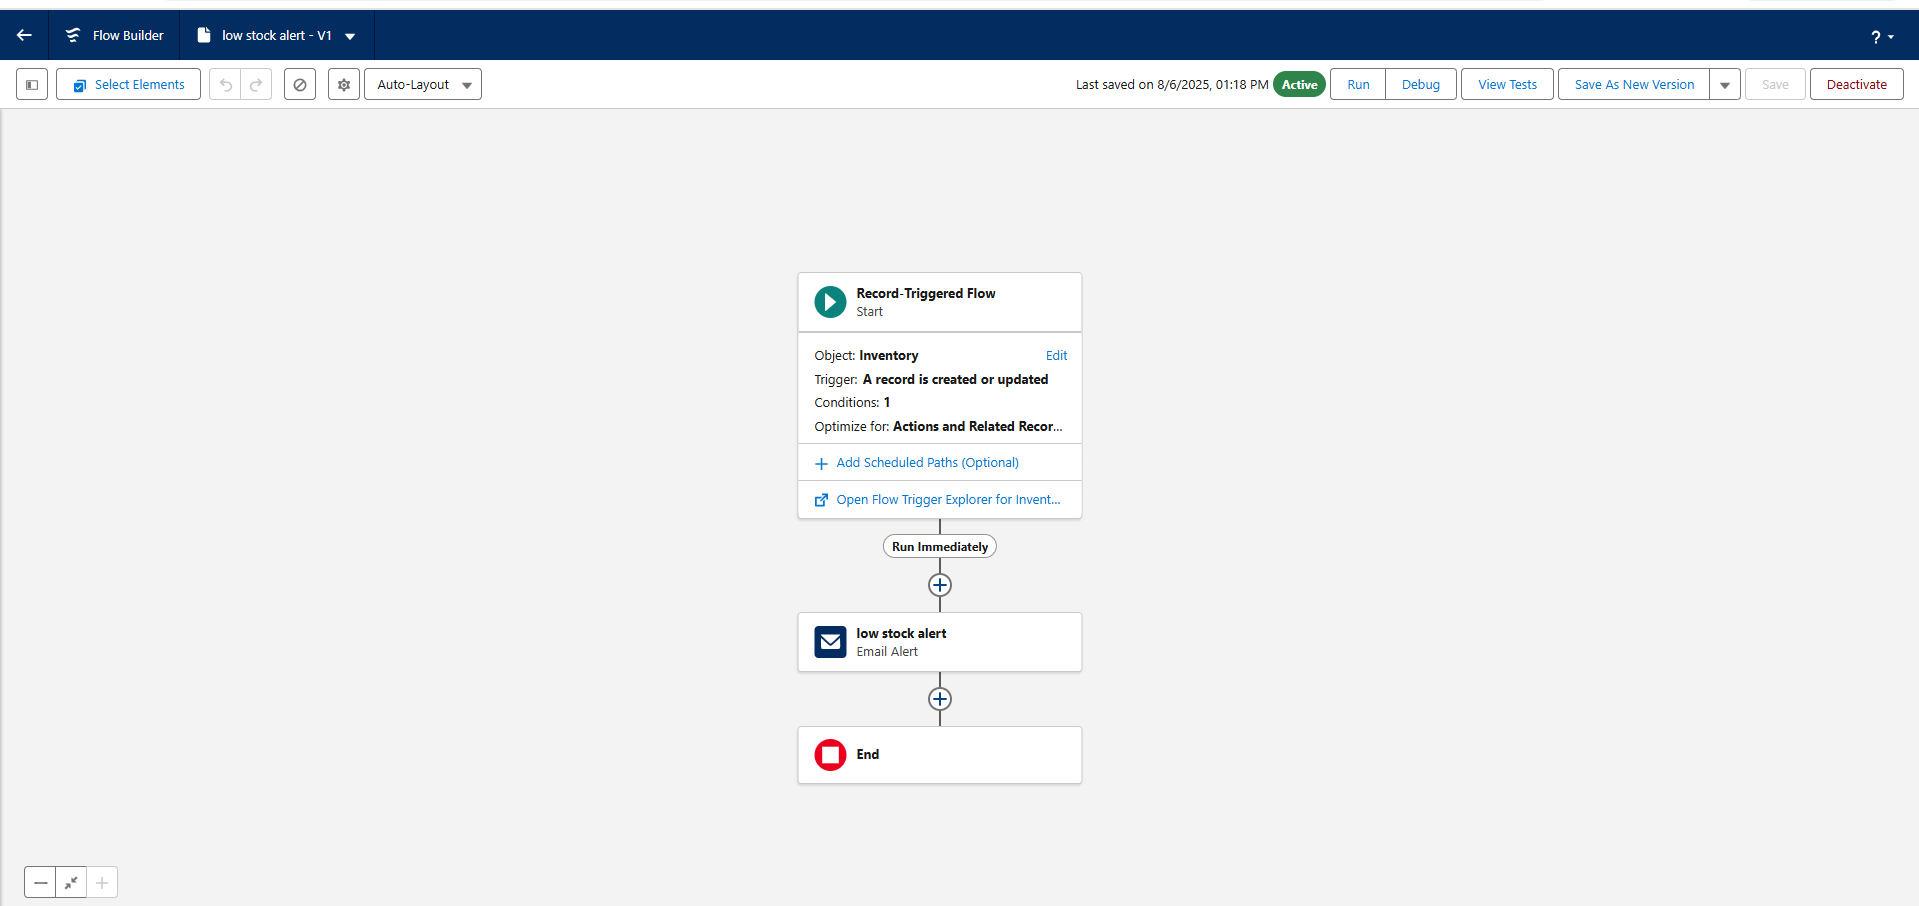 Flow Builder
low stock alert - V1
?
Select Elements
Auto-Layout
Last saved on 8/6/2025, 01:18 PM
Active
Run
Debug
View Tests
Save As New Version
Save
Deactivate
Record-Triggered Flow
Start
Object: Inventory
Edit
Trigger: A record is created or updated
Conditions: 1
Optimize for: Actions and Related Recor...
Add Scheduled Paths (Optional)
Open Flow Trigger Explorer for Invent...
Run Immediately
low stock alert
Email Alert
End